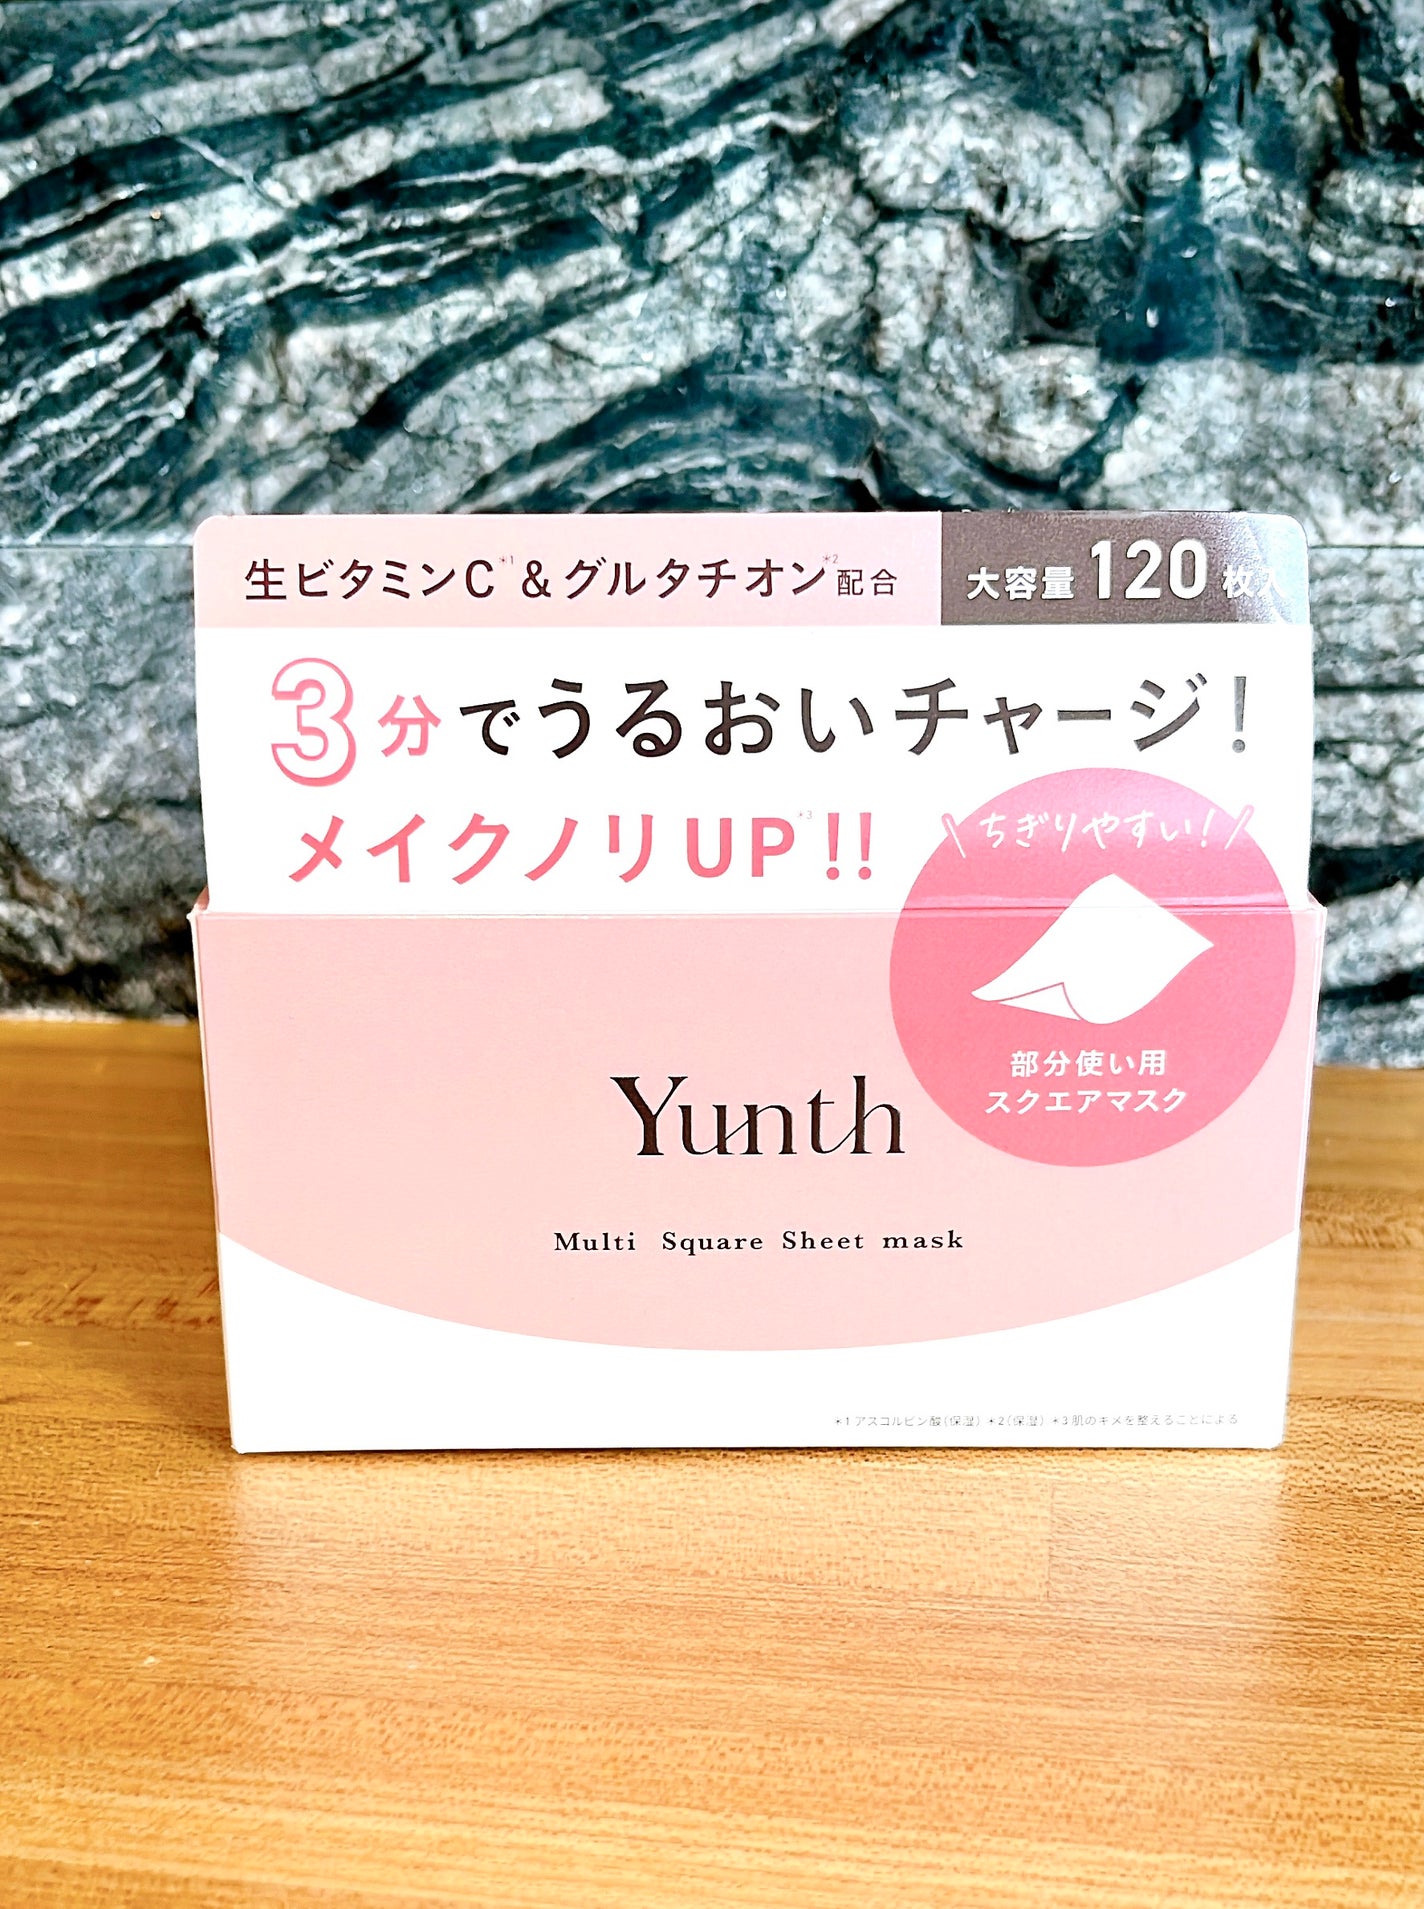 生ビタミンC*1&グルタチオン*2配合
大容量 120 枚入
3分でうるおいチャージ!
メイクノリUP*3!!
\ちぎりやすい!/
部分使い用
スクエアマスク
Yunth
Multi Square Sheet mask
*1 アスコルビン酸(保湿) *2(保湿) *3 肌のキメを整えることによる